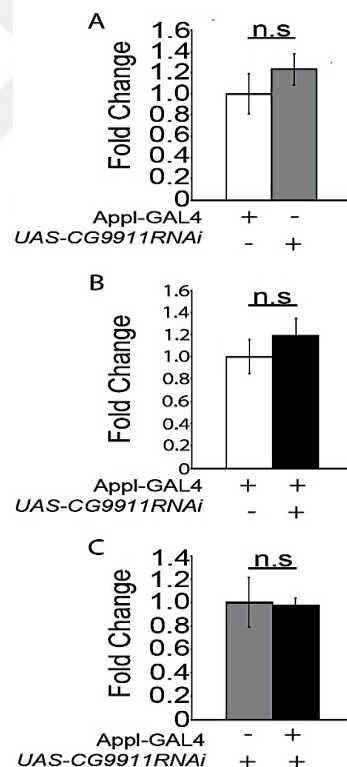 A
n.s
Fold Change
1.6
1.4
1.2
1.0
0.8
0.6
0.4
0.2
0
Appl-GAL4 + -
UAS-CG9911RNAi - +
B
n.s
Fold Change
1.6
1.4
1.2
1.0
0.8
0.6
0.4
0.2
0
Appl-GAL4 + +
UAS-CG9911RNAi - +
C
n.s
Fold Change
1.4
1.2
1.0
0.8
0.6
0.4
0.2
0
Appl-GAL4 - +
UAS-CG9911RNAi + +